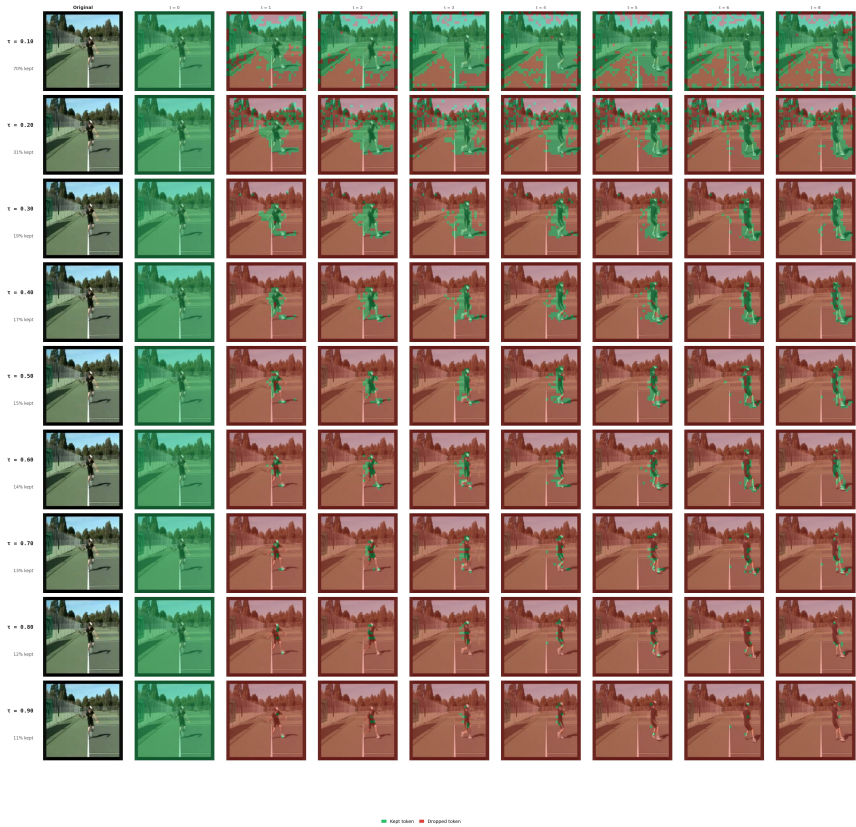 Original t = 0 t = 1 t = 2 t = 3 t = 4 t = 5 t = 6
τ = 0.10
70% kept
τ = 0.20
31% kept
τ = 0.30
19% kept
τ = 0.40
17% kept
τ = 0.50
15% kept
τ = 0.60
14% kept
τ = 0.70
13% kept
τ = 0.80
12% kept
τ = 0.90
11% kept
Kept token Dropped token